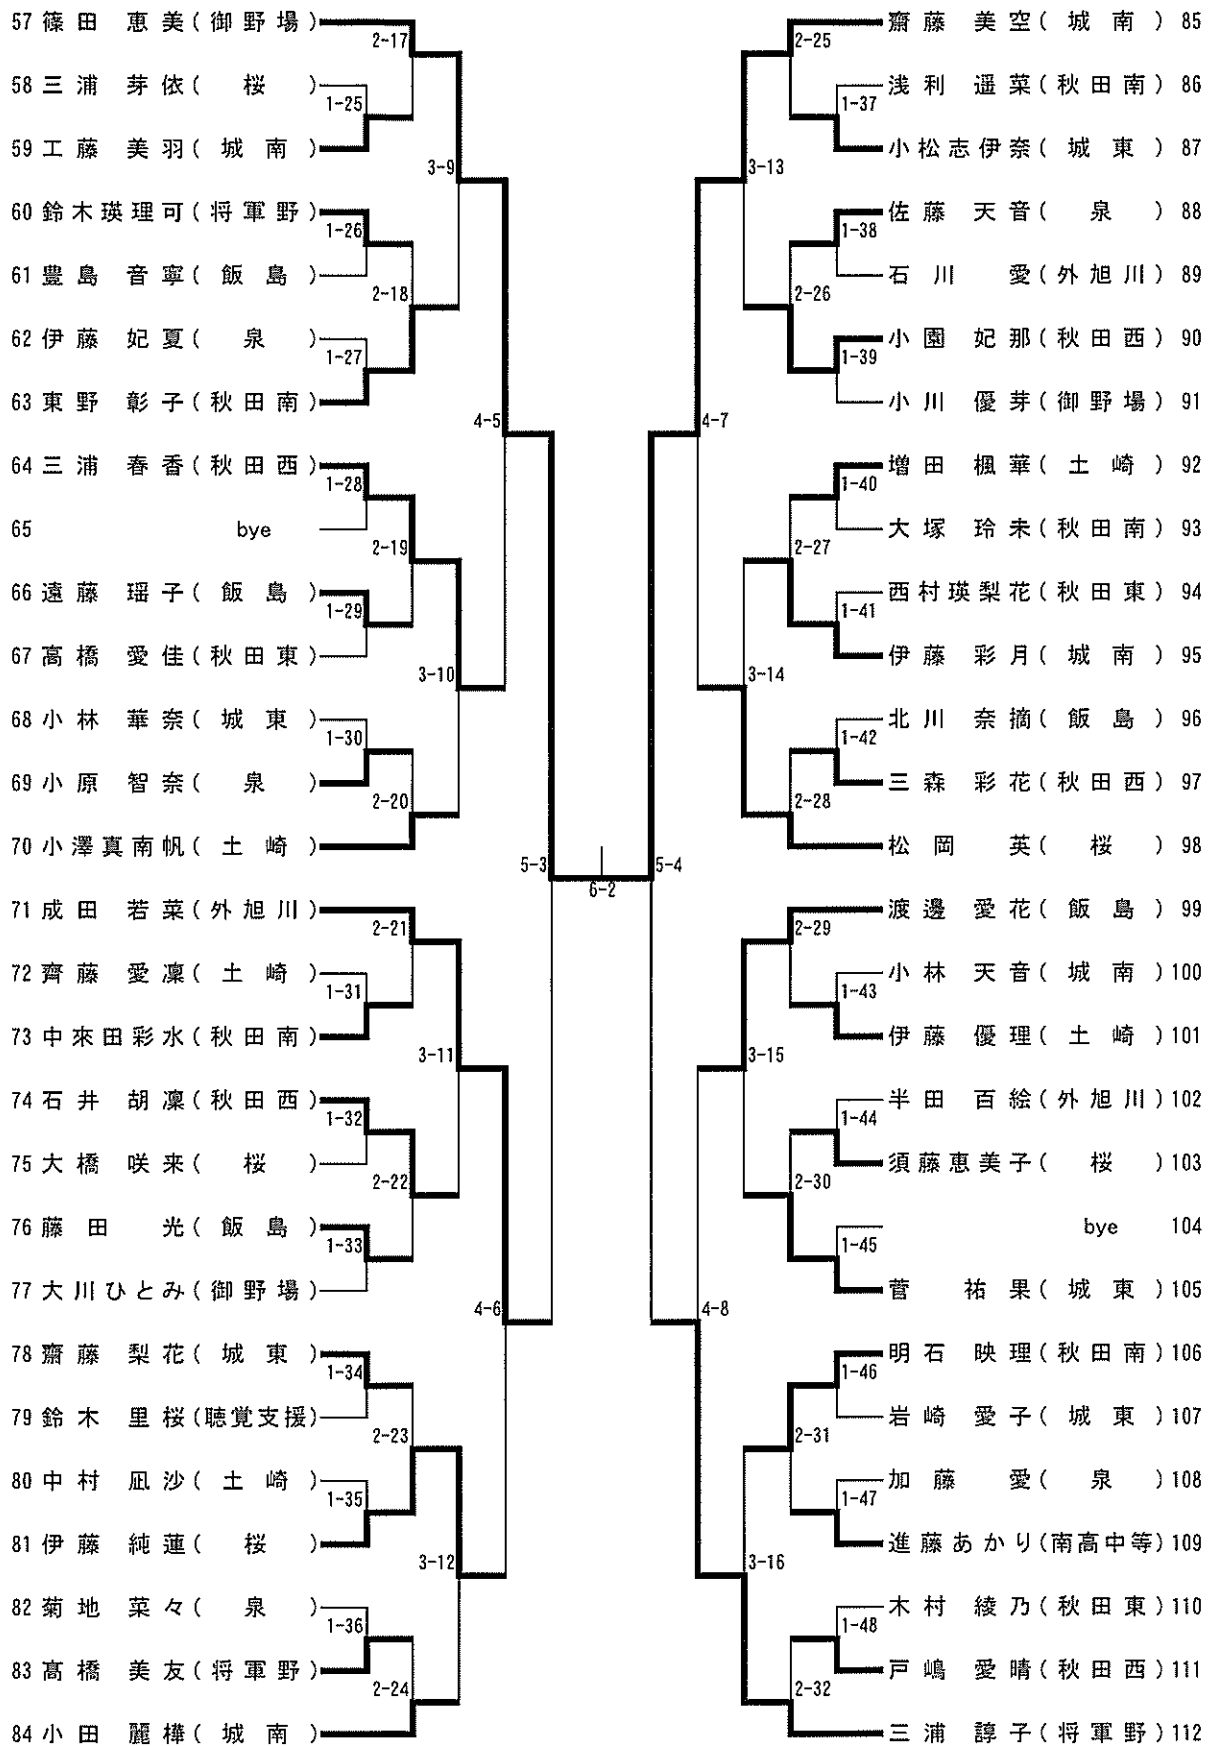 57 篠田 恵美(御野場)
2-17
58 三浦 芽依( 桜 )
1-25
59 工藤 美羽( 城南 )
3-9
60 鈴木瑛理可(将軍野)
1-26
61 豊島 音寧( 飯島 )
2-18
62 伊藤 妃夏( 泉 )
1-27
63 東野 彰子(秋田南)
4-5
64 三浦 春香(秋田西)
1-28
65 bye
2-19
66 遠藤 瑶子( 飯島 )
1-29
67 高橋 愛佳(秋田東)
3-10
68 小林 華奈( 城東 )
1-30
69 小原 智奈( 泉 )
2-20
70 小澤真南帆( 土崎 )
5-3
71 成田 若菜(外旭川)
2-21
72 齊藤 愛凜( 土崎 )
1-31
73 中來田彩水(秋田南)
3-11
74 石井 胡凜(秋田西)
1-32
75 大橋 咲来( 桜 )
2-22
76 藤田 光( 飯島 )
1-33
77 大川ひとみ(御野場)
4-6
78 齋藤 梨花( 城東 )
1-34
79 鈴木 里桜(聴覚支援)
2-23
80 中村 凪沙( 土崎 )
1-35
81 伊藤 純蓮( 桜 )
3-12
82 菊地 菜々( 泉 )
1-36
83 髙橋 美友(将軍野)
2-24
84 小田 麗樺( 城南 )
6-2
齋藤 美空( 城南 ) 85
2-25
浅利 遥菜(秋田南) 86
1-37
小松志伊奈( 城東 ) 87
3-13
佐藤 天音( 泉 ) 88
1-38
石川 愛(外旭川) 89
2-26
小園 妃那(秋田西) 90
1-39
小川 優芽(御野場) 91
4-7
増田 楓華( 土崎 ) 92
1-40
大塚 玲未(秋田南) 93
2-27
西村瑛梨花(秋田東) 94
1-41
伊藤 彩月( 城南 ) 95
3-14
北川 奈摘( 飯島 ) 96
1-42
三森 彩花(秋田西) 97
2-28
松岡 英( 桜 ) 98
5-4
渡邊 愛花( 飯島 ) 99
2-29
小林 天音( 城南 ) 100
1-43
伊藤 優理( 土崎 ) 101
3-15
半田 百絵(外旭川) 102
1-44
須藤恵美子( 桜 ) 103
2-30
bye 104
1-45
菅 祐果( 城東 ) 105
4-8
明石 映理(秋田南) 106
1-46
岩崎 愛子( 城東 ) 107
2-31
加藤 愛( 泉 ) 108
1-47
進藤あかり(南高中等) 109
3-16
木村 綾乃(秋田東) 110
1-48
戸嶋 愛晴(秋田西) 111
2-32
三浦 諄子(将軍野) 112